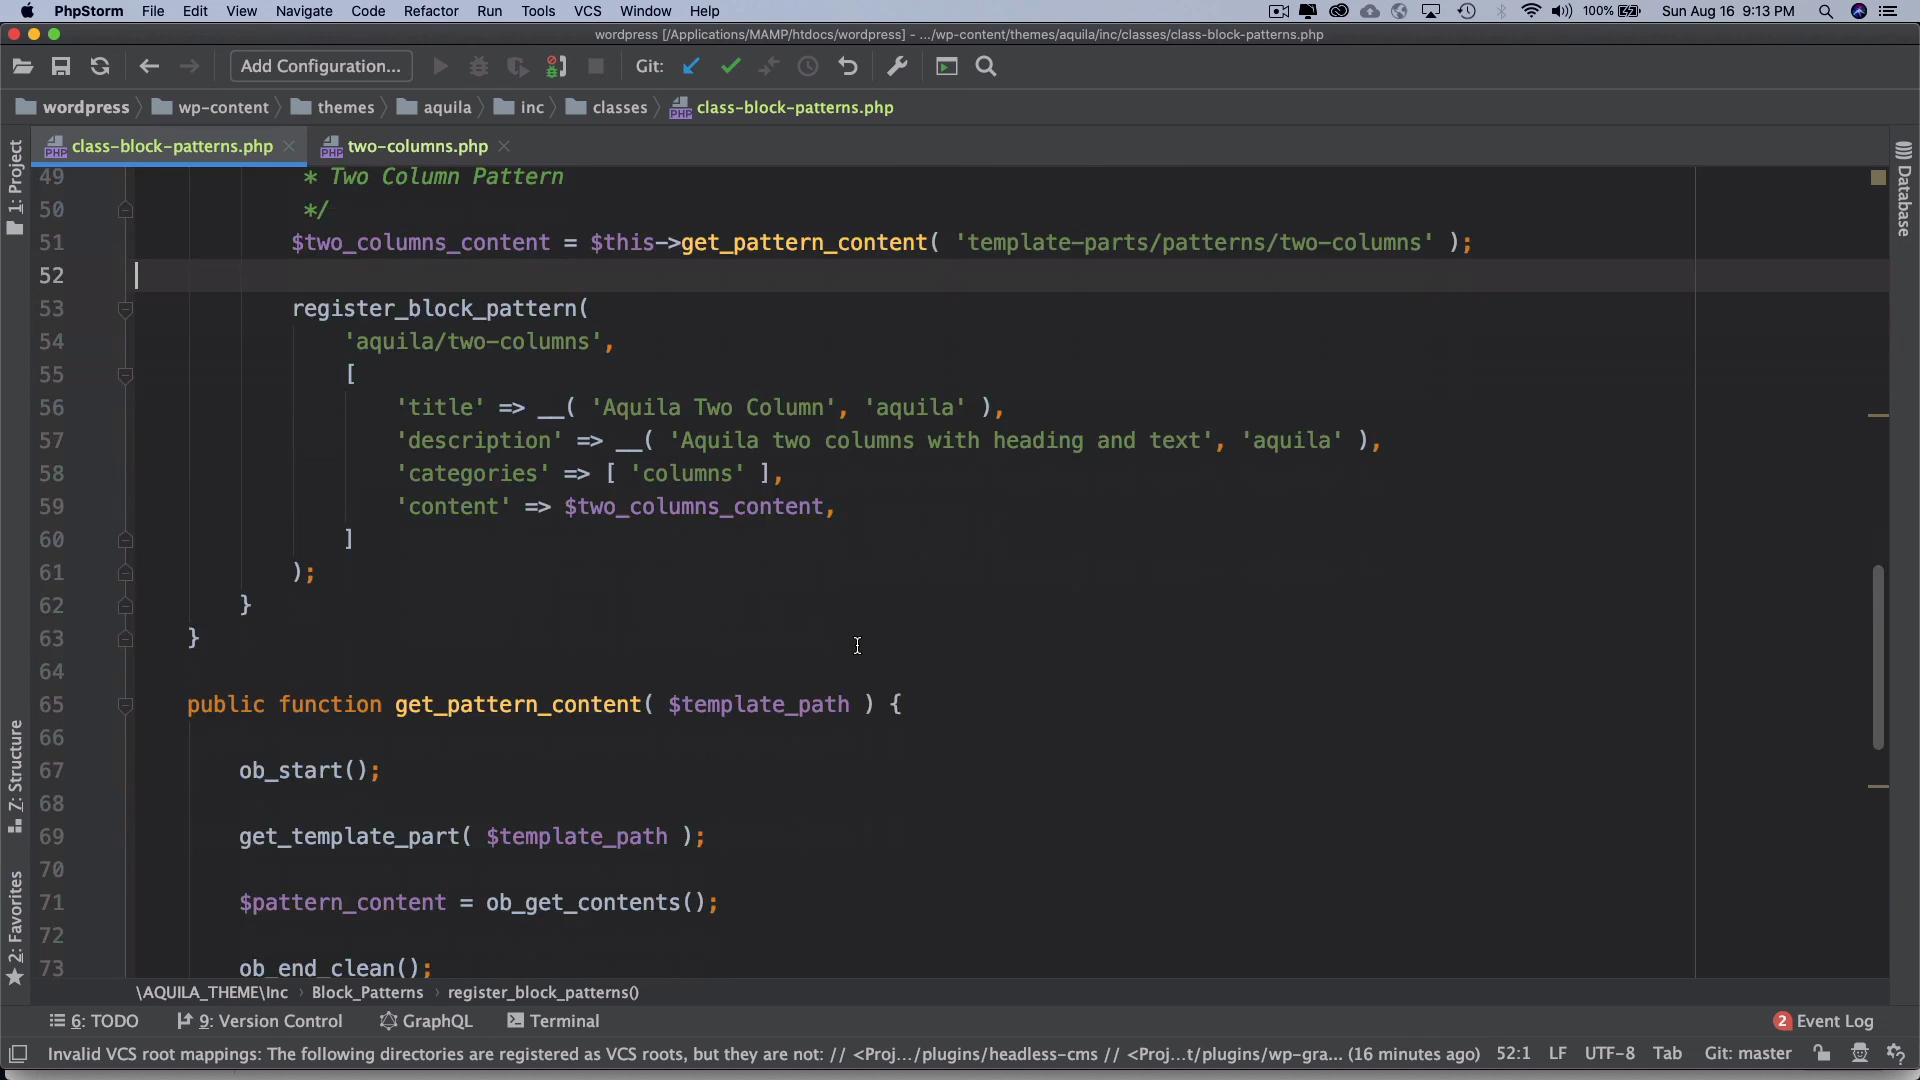 PhpStorm File Edit View Navigate Code Refactor Run Tools VCS Window Help 100% Sun Aug 16 9:13 PM
wordpress [/Applications/MAMP/htdocs/wordpress] - .../wp-content/themes/aquila/inc/classes/class-block-patterns.php
Add Configuration... Git:
wordpress wp-content themes aquila inc classes class-block-patterns.php
class-block-patterns.php two-columns.php
1: Project
Database
7: Structure
2: Favorites
49 * Two Column Pattern
50 */
51 $two_columns_content = $this->get_pattern_content( 'template-parts/patterns/two-columns' );
52
53 register_block_pattern(
54 'aquila/two-columns',
55 [
56 'title' => __( 'Aquila Two Column', 'aquila' ),
57 'description' => __( 'Aquila two columns with heading and text', 'aquila' ),
58 'categories' => [ 'columns' ],
59 'content' => $two_columns_content,
60 ]
61 );
62 }
63 }
64
65 public function get_pattern_content( $template_path ) {
66
67 ob_start();
68
69 get_template_part( $template_path );
70
71 $pattern_content = ob_get_contents();
72
73 ob_end_clean();
\AQUILA_THEME\Inc › Block_Patterns › register_block_patterns()
6: TODO 9: Version Control GraphQL Terminal 2 Event Log
Invalid VCS root mappings: The following directories are registered as VCS roots, but they are not: // <Proj.../plugins/headless-cms // <Proj...t/plugins/wp-gra... (16 minutes ago) 52:1 LF UTF-8 Tab Git: master